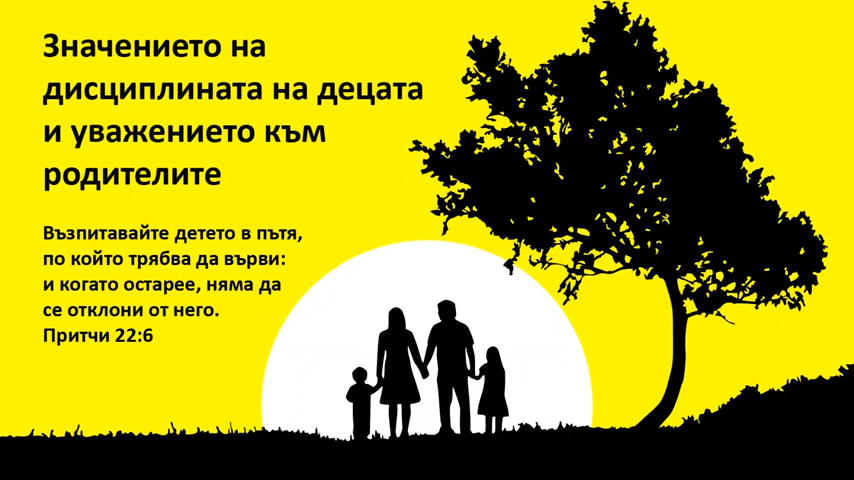 Значението на
дисциплината на децата
и уважението към
родителите
Възпитавайте детето в пътя,
по който трябва да върви:
и когато остарее, няма да
се отклони от него.
Притчи 22:6